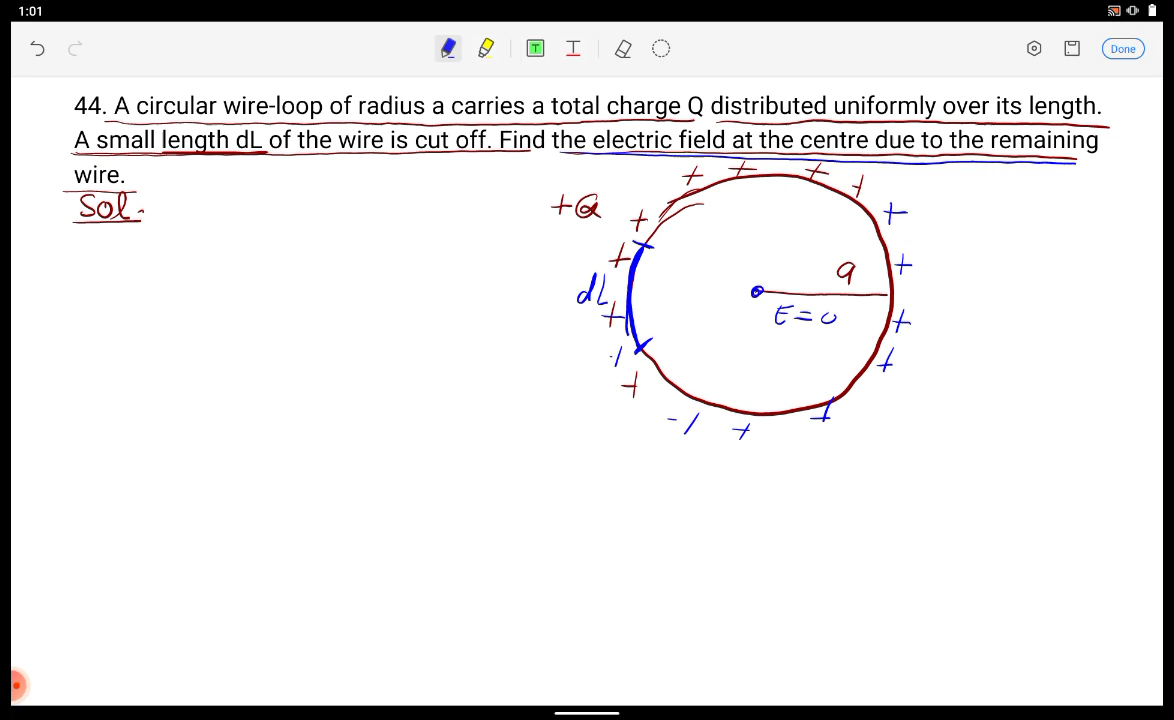 1:01
T
T
Done
44. A circular wire-loop of radius a carries a total charge Q distributed uniformly over its length.
A small length dL of the wire is cut off. Find the electric field at the centre due to the remaining
wire.
Sol.
+Q
+ + + +
+ +
+ +
a
dL
E = 0
+ +
+ +
+
- + +